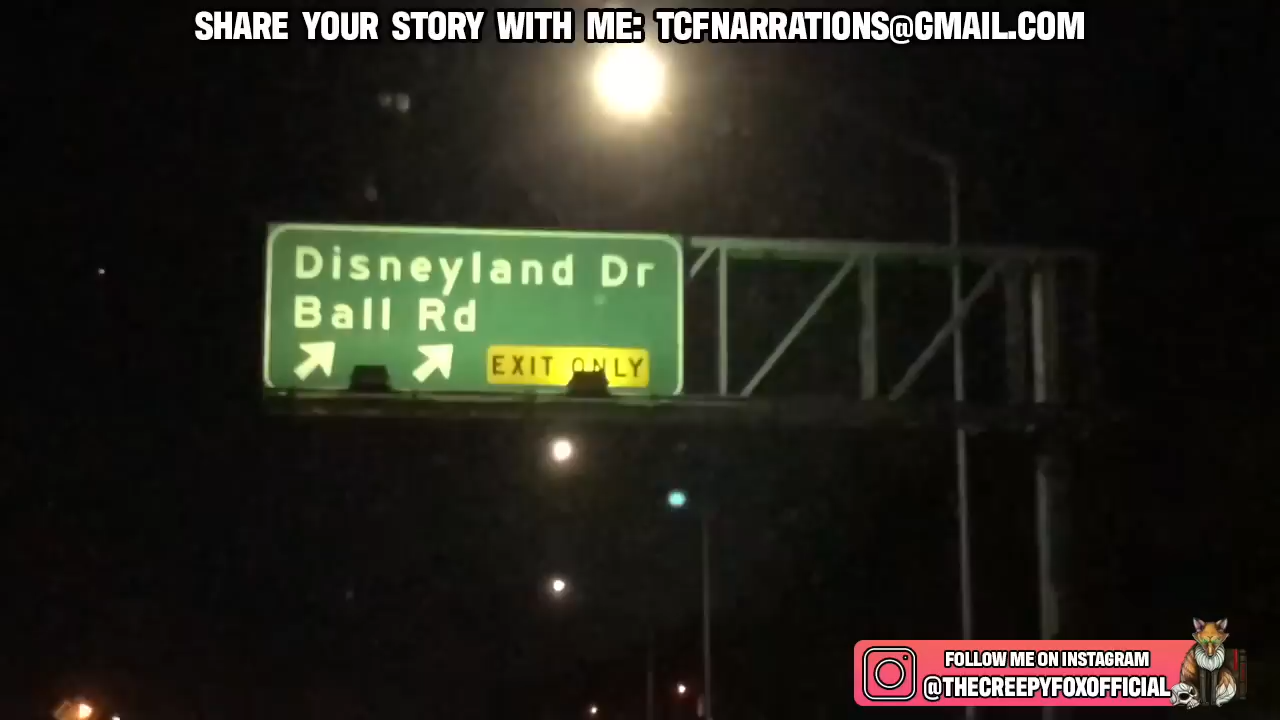 SHARE YOUR STORY WITH ME: TCFNARRATIONS@GMAIL.COM
Disneyland Dr
Ball Rd
EXIT ONLY
FOLLOW ME ON INSTAGRAM
@THECREEPYFOXOFFICIAL